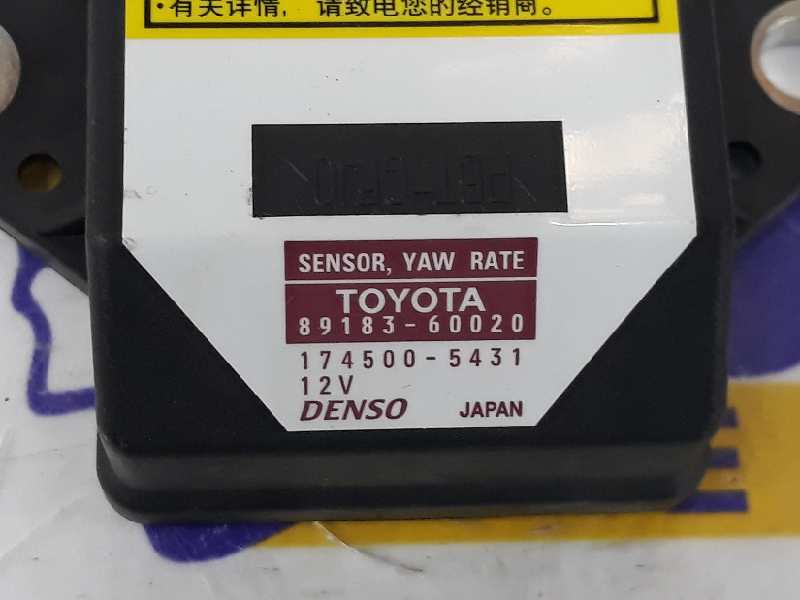 ·有关详情，请致电您的经销商。
SENSOR, YAW RATE
TOYOTA
89183-60020
174500-5431
12V
DENSO JAPAN